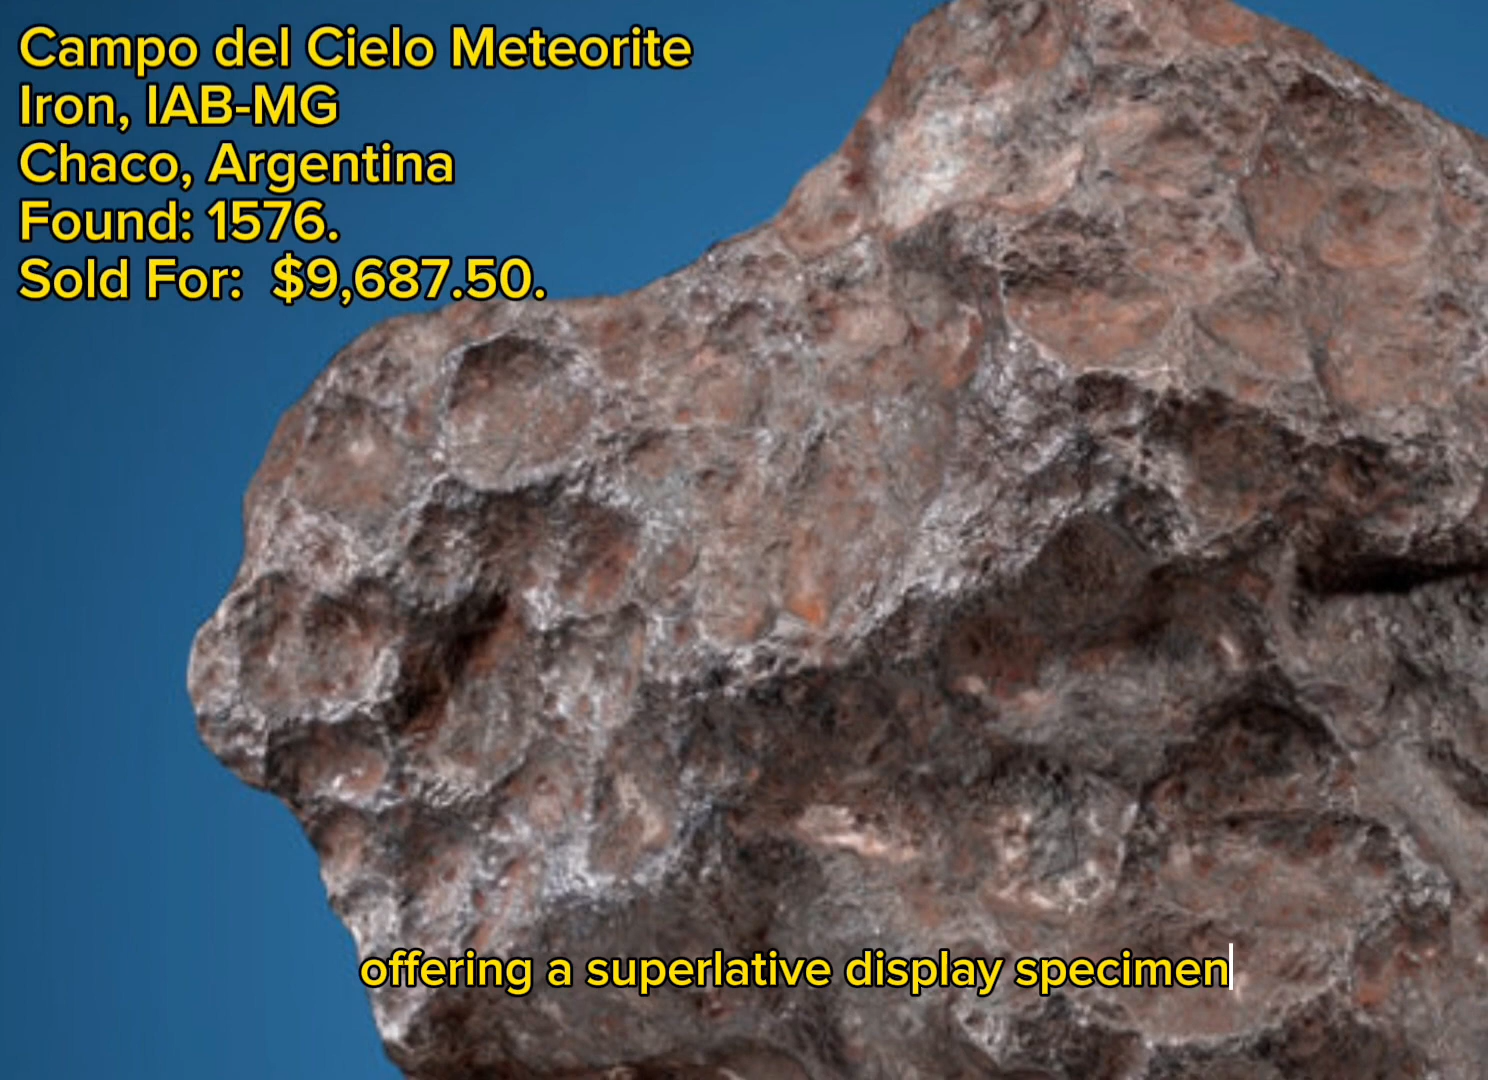 Campo del Cielo Meteorite
Iron, IAB-MG
Chaco, Argentina
Found: 1576.
Sold For:  $9,687.50.
offering a superlative display specimen